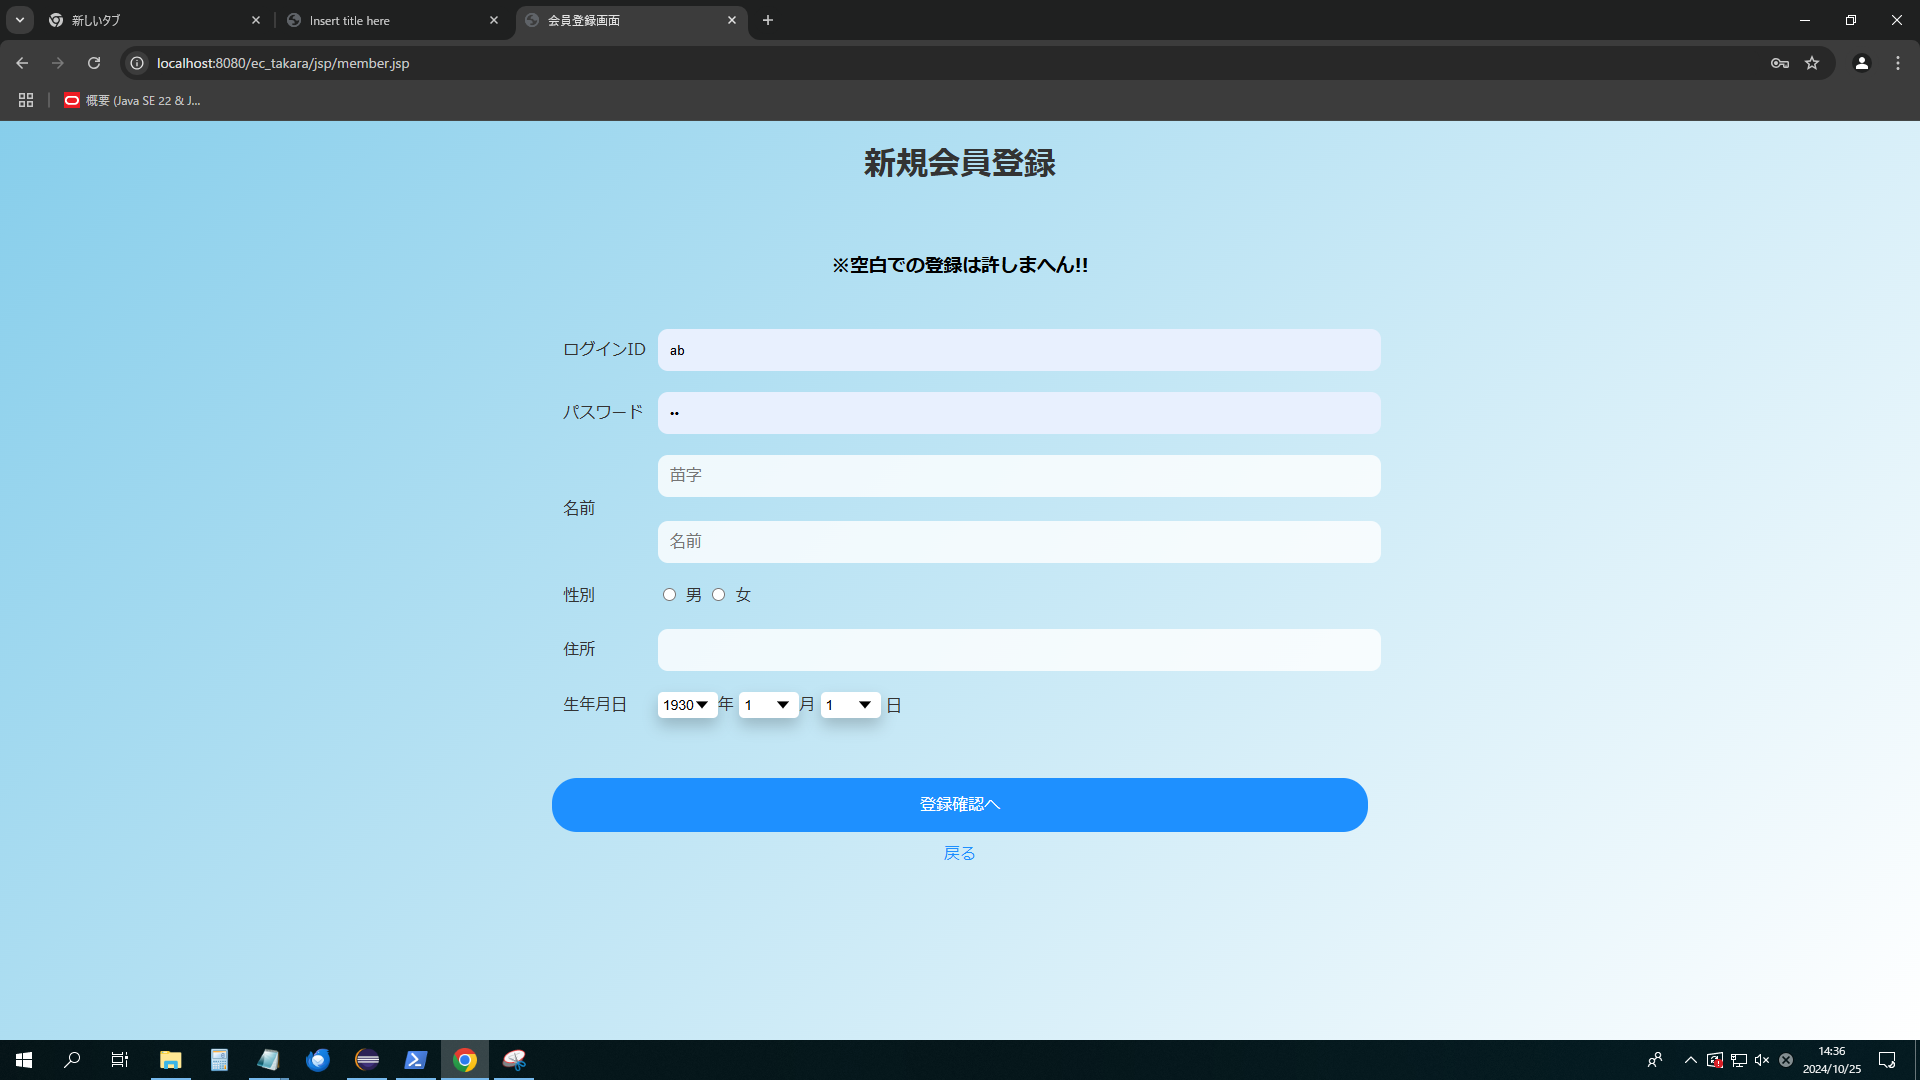 新しいタブ
Insert title here
会員登録画面
localhost:8080/ec_takara/jsp/member.jsp
概要 (Java SE 22 & J...
新規会員登録
※空白での登録は許しまへん!!
ログインID
ab
パスワード
••
名前
苗字
名前
性別
男
女
住所
生年月日
1930
年
1
月
1
日
登録確認へ
戻る
14:36
2024/10/25